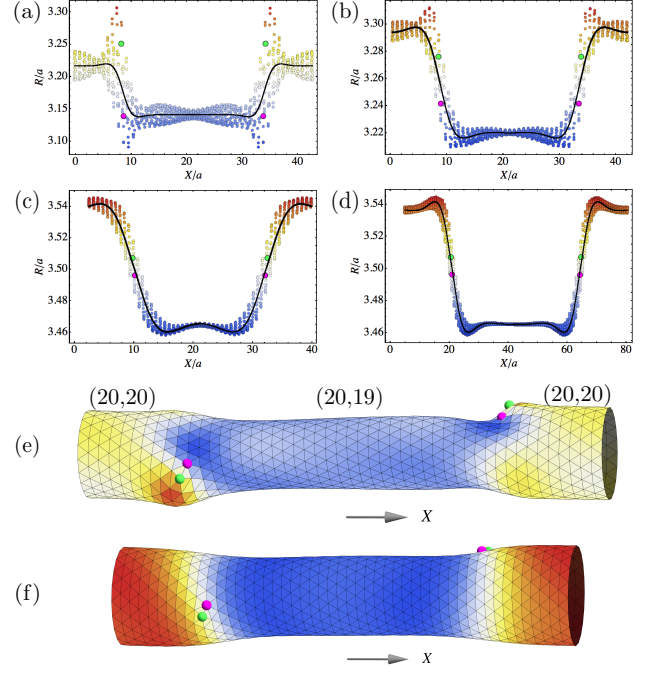 (a)
R/a
3.30
3.25
3.20
3.15
3.10
0 10 20 30 40
X/a
(b)
R/a
3.30
3.28
3.26
3.24
3.22
0 10 20 30 40
X/a
(c)
R/a
3.54
3.52
3.50
3.48
3.46
0 10 20 30 40
X/a
(d)
R/a
3.54
3.52
3.50
3.48
3.46
0 20 40 60 80
X/a
(20,20) (20,19) (20,20)
(e)
X
(f)
X